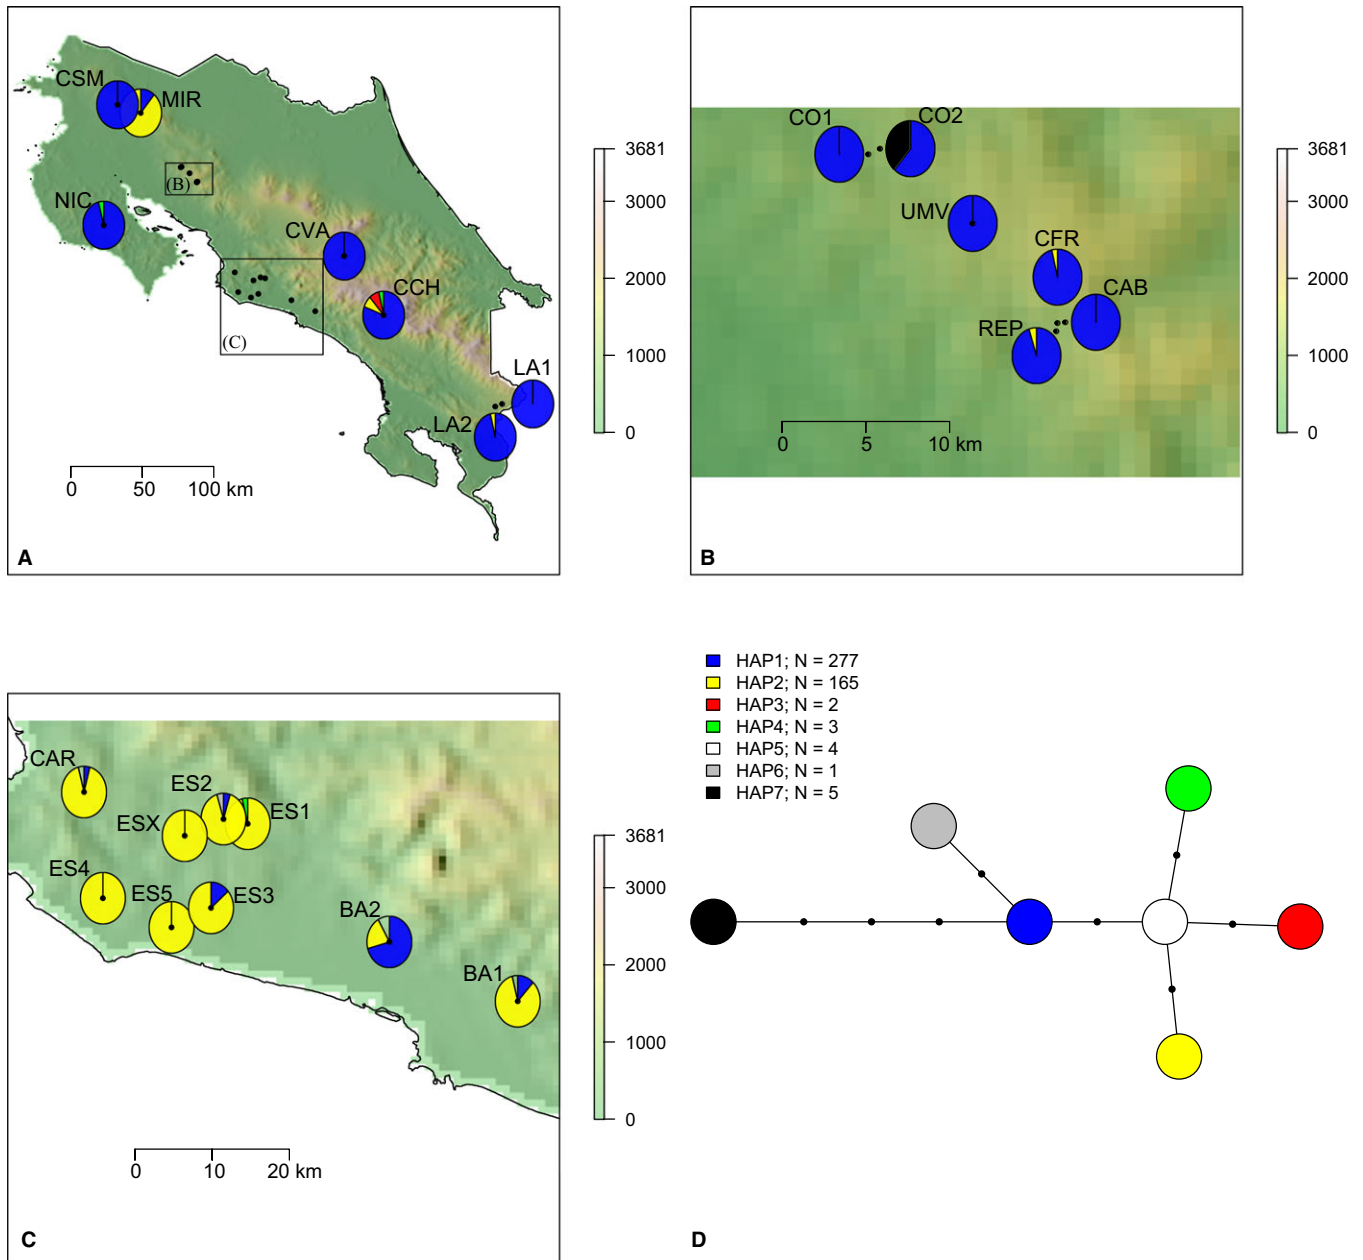 CSM
MIR
(B)
NIC
CVA
CCH
(C)
LA1
LA2
0 50 100 km
3681
3000
2000
1000
0
A
CO1
CO2
UMV
CFR
CAB
REP
0 5 10 km
3681
3000
2000
1000
0
B
CAR
ES2
ESX
ES1
ES4
ES5
ES3
BA2
BA1
0 10 20 km
3681
3000
2000
1000
0
C
HAP1; N = 277
HAP2; N = 165
HAP3; N = 2
HAP4; N = 3
HAP5; N = 4
HAP6; N = 1
HAP7; N = 5
D